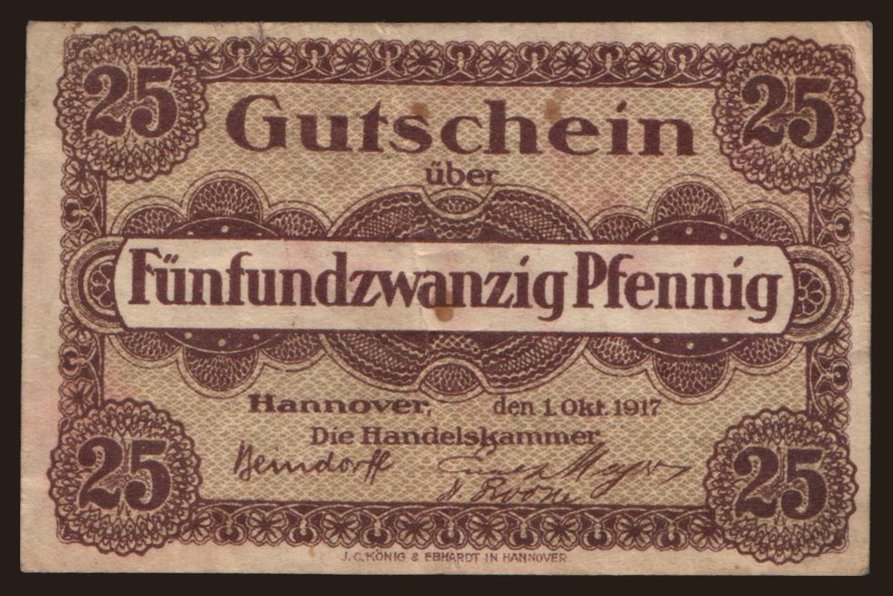 25 25
Gutschein
über
Fünfundzwanzig Pfennig
Hannover, den 1. Okt. 1917
Die Handelskammer
Beindorff
25 25
J.C.KÖNIG & EBHARDT IN HANNOVER